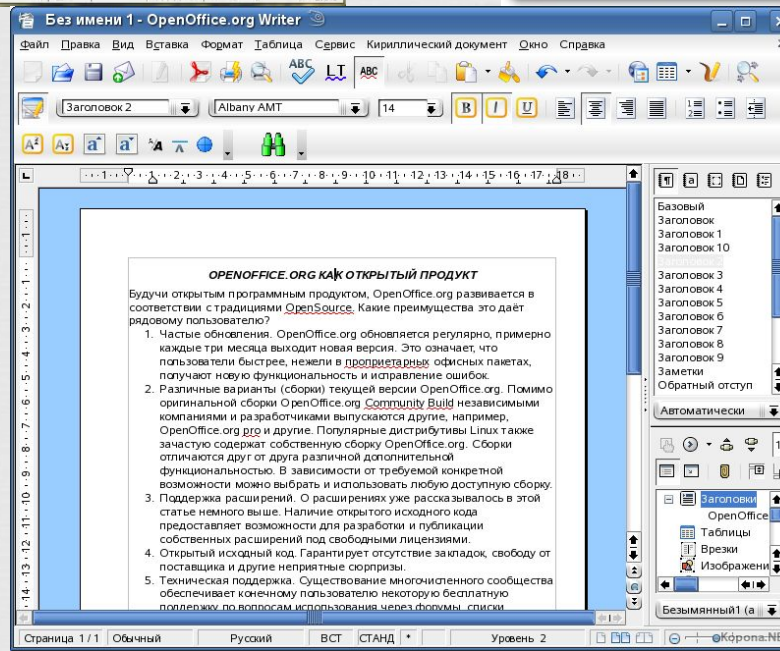 Без имени 1 - OpenOffice.org Writer
Файл Правка Вид Вставка Формат Таблица Сервис Кириллический документ Окно Справка
Заголовок 2 Albany AMT 14
OPENOFFICE.ORG КАК ОТКРЫТЫЙ ПРОДУКТ
Будучи открытым программным продуктом, OpenOffice.org развивается в
соответствии с традициями OpenSource. Какие преимущества это даёт
рядовому пользователю?
1. Частые обновления. OpenOffice.org обновляется регулярно, примерно
каждые три месяца выходит новая версия. Это означает, что
пользователи быстрее, нежели в проприетарных офисных пакетах,
получают новую функциональность и исправление ошибок.
2. Различные варианты (сборки) текущей версии OpenOffice.org. Помимо
оригинальной сборки OpenOffice.org Community Build независимыми
компаниями и разработчиками выпускаются другие, например,
OpenOffice.org pro и другие. Популярные дистрибутивы Linux также
зачастую содержат собственную сборку OpenOffice.org. Сборки
отличаются друг от друга различной дополнительной
функциональностью. В зависимости от требуемой конкретной
возможности можно выбрать и использовать любую доступную сборку.
3. Поддержка расширений. О расширениях уже рассказывалось в этой
статье немного выше. Наличие открытого исходного кода
предоставляет возможности для разработки и публикации
собственных расширений под свободными лицензиями.
4. Открытый исходный код. Гарантирует отсутствие закладок, свободу от
поставщика и другие неприятные сюрпризы.
5. Техническая поддержка. Существование многочисленного сообщества
обеспечивает конечному пользователю некоторую бесплатную
поддержку по вопросам использования через форумы, списки
Базовый
Заголовок
Заголовок 1
Заголовок 10
Заголовок 2
Заголовок 3
Заголовок 4
Заголовок 5
Заголовок 6
Заголовок 7
Заголовок 8
Заголовок 9
Заметки
Обратный отступ
Автоматически
Заголовки
OpenOffice
Таблицы
Врезки
Изображени
Безымянный1 (а
Страница 1 / 1 Обычный Русский ВСТ СТАНД * Уровень 2